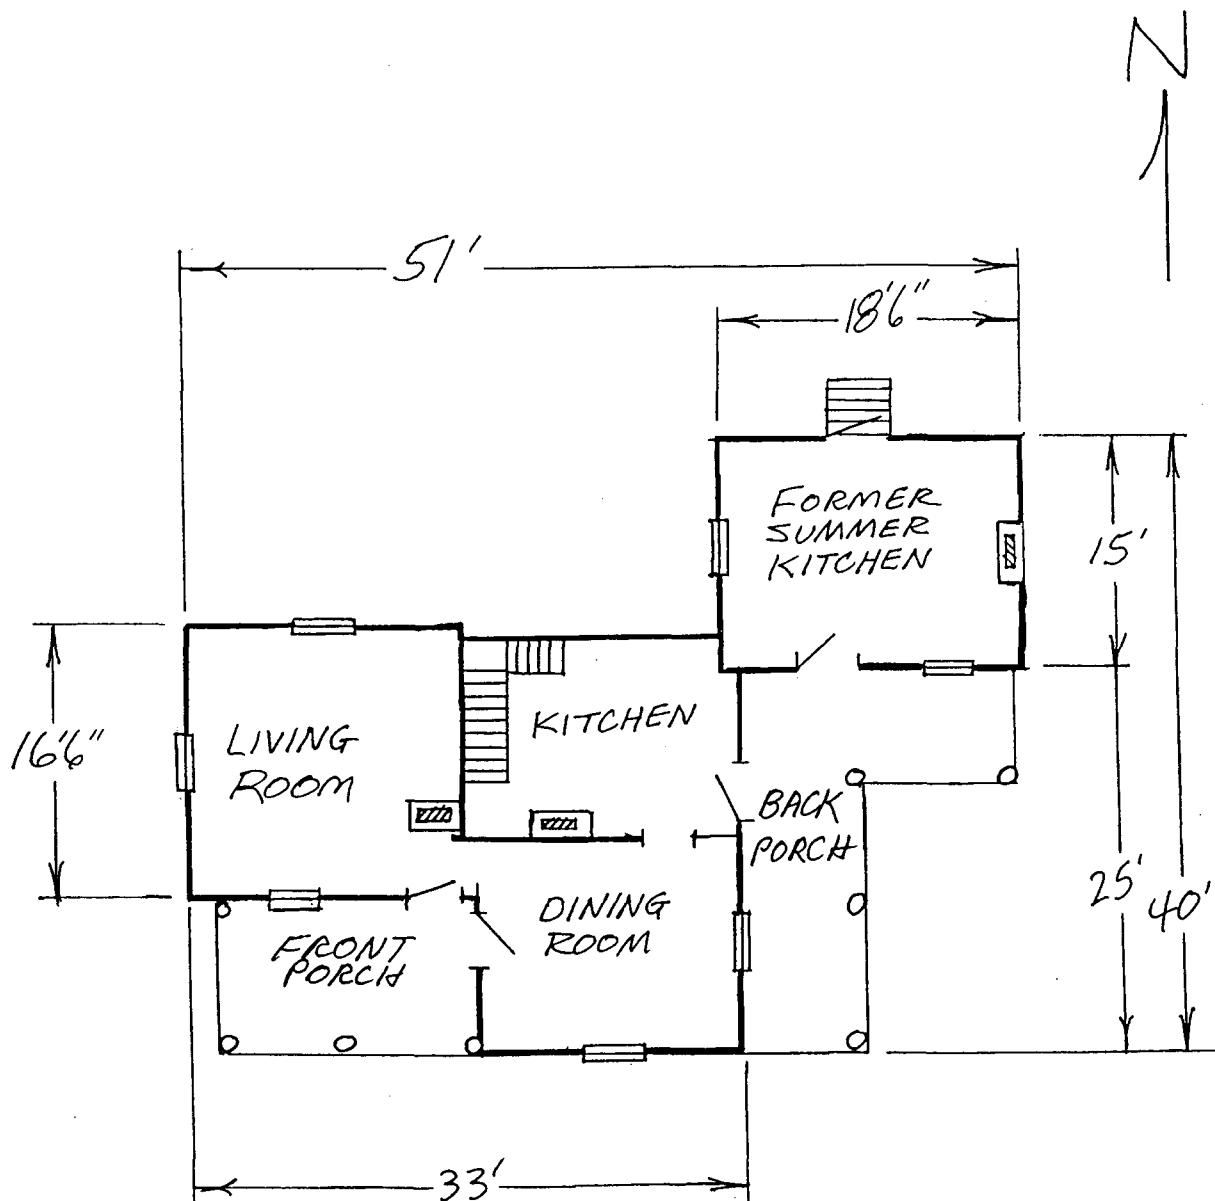 N
51'
18'6"
FORMER
SUMMER
KITCHEN
15'
16'6"
LIVING
ROOM
KITCHEN
BACK
PORCH
25'
40'
DINING
ROOM
FRONT
PORCH
33'